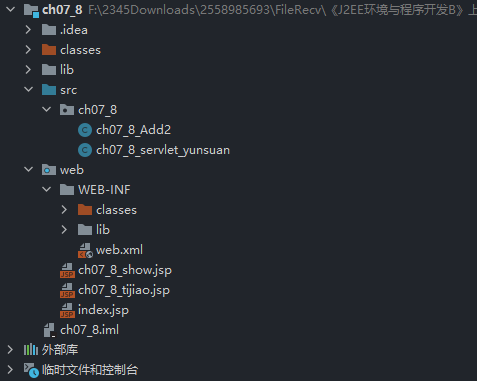 ch07_8 F:\2345Downloads\2558985693\FileRecv\《J2EE环境与程序开发B》上
.idea
classes
lib
src
ch07_8
ch07_8_Add2
ch07_8_servlet_yunsuan
web
WEB-INF
classes
lib
web.xml
ch07_8_show.jsp
ch07_8_tijiao.jsp
index.jsp
ch07_8.iml
外部库
临时文件和控制台